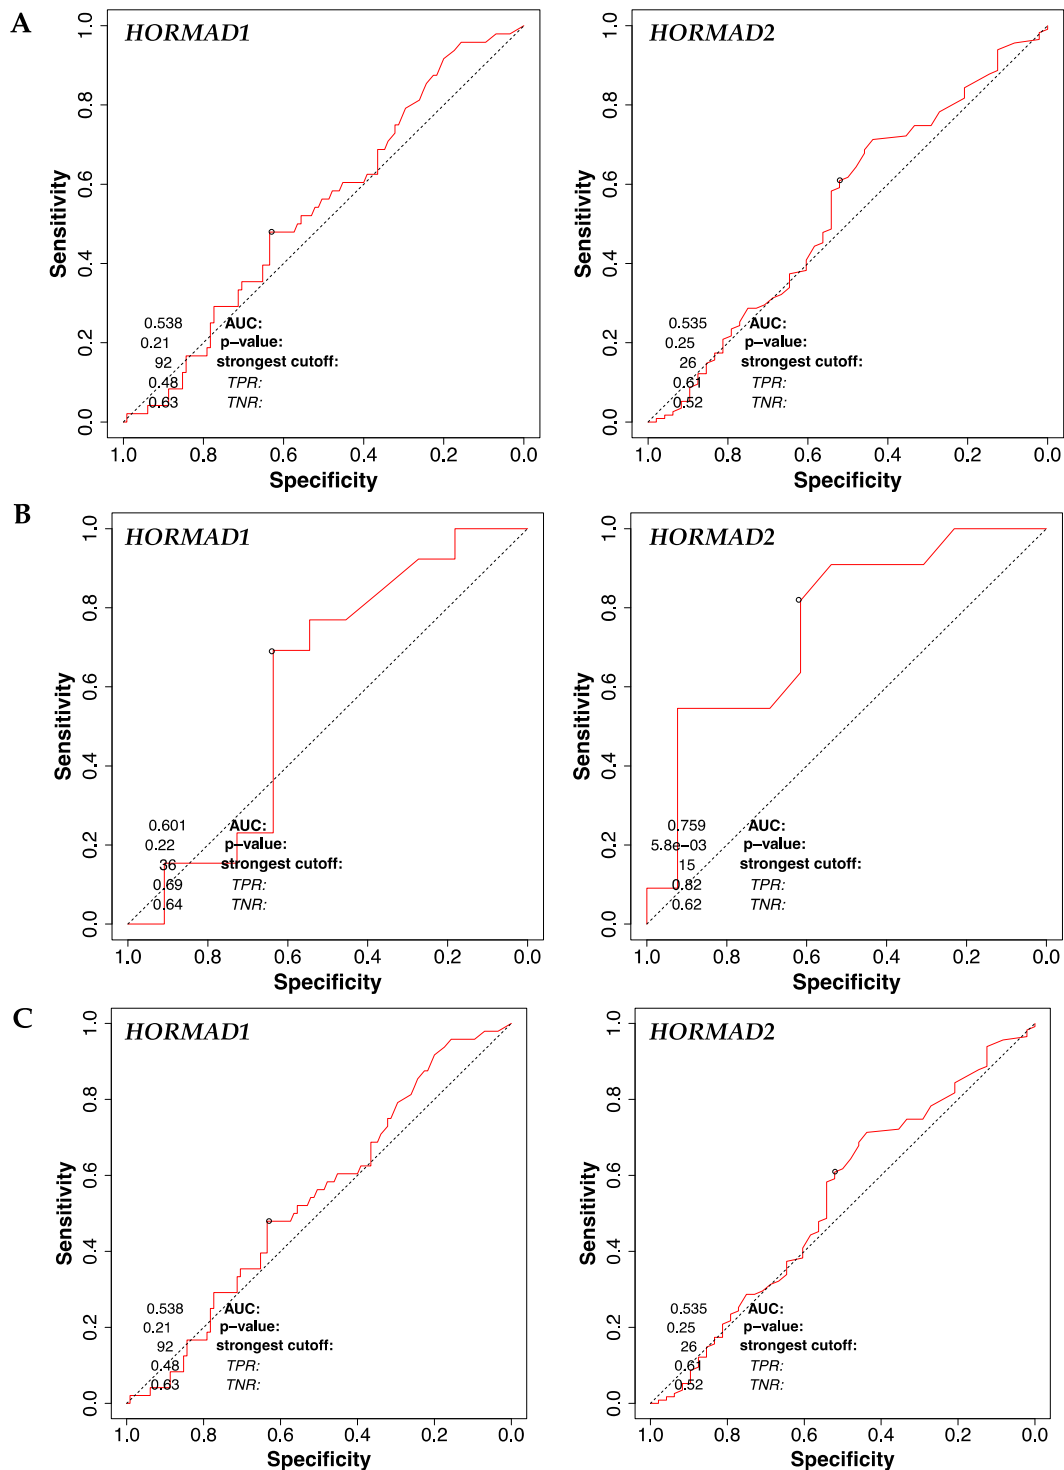 A
HORMAD1
Sensitivity
0.0 0.2 0.4 0.6 0.8 1.0
0.538 AUC:
0.21 p−value:
92 strongest cutoff:
0.48 TPR:
0.63 TNR:
1.0 0.8 0.6 0.4 0.2 0.0
Specificity
HORMAD2
Sensitivity
0.0 0.2 0.4 0.6 0.8 1.0
0.535 AUC:
0.25 p−value:
26 strongest cutoff:
0.61 TPR:
0.52 TNR:
1.0 0.8 0.6 0.4 0.2 0.0
Specificity
B
HORMAD1
Sensitivity
0.0 0.2 0.4 0.6 0.8 1.0
0.601 AUC:
0.22 p−value:
36 strongest cutoff:
0.69 TPR:
0.64 TNR:
1.0 0.8 0.6 0.4 0.2 0.0
Specificity
HORMAD2
Sensitivity
0.0 0.2 0.4 0.6 0.8 1.0
0.759 AUC:
5.8e−03 p−value:
15 strongest cutoff:
0.82 TPR:
0.62 TNR:
1.0 0.8 0.6 0.4 0.2 0.0
Specificity
C
HORMAD1
Sensitivity
0.0 0.2 0.4 0.6 0.8 1.0
0.538 AUC:
0.21 p−value:
92 strongest cutoff:
0.48 TPR:
0.63 TNR:
1.0 0.8 0.6 0.4 0.2 0.0
Specificity
HORMAD2
Sensitivity
0.0 0.2 0.4 0.6 0.8 1.0
0.535 AUC:
0.25 p−value:
26 strongest cutoff:
0.61 TPR:
0.52 TNR:
1.0 0.8 0.6 0.4 0.2 0.0
Specificity